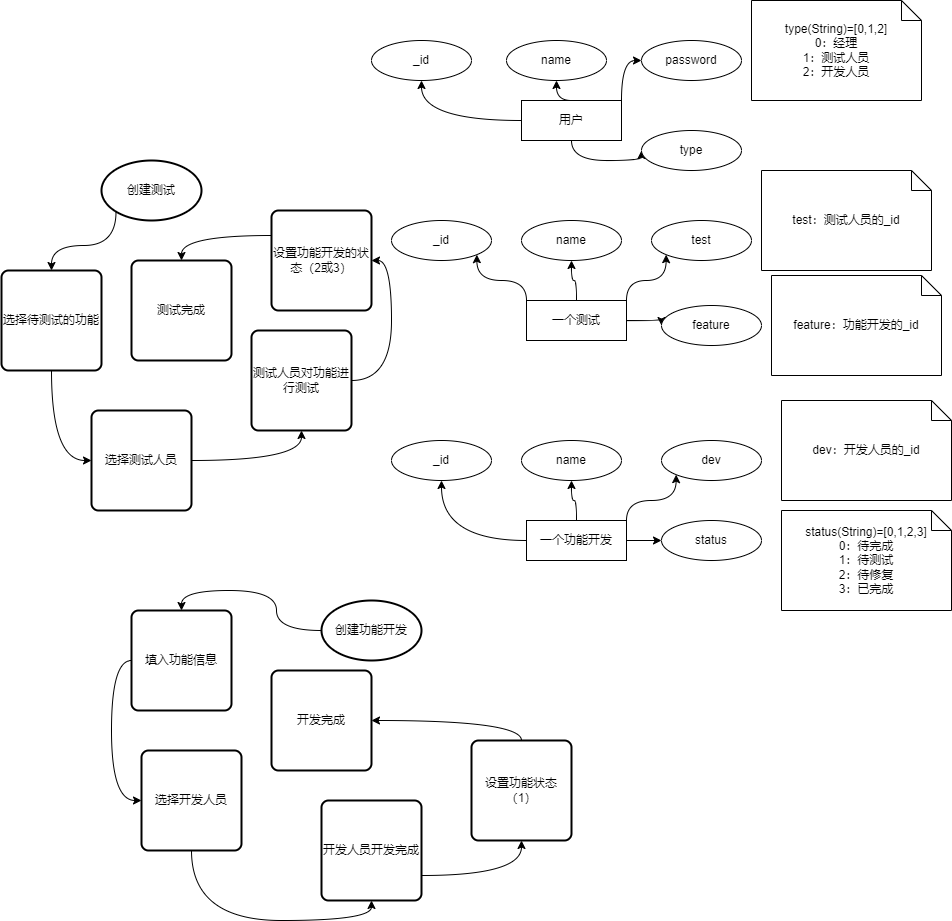 _id
name
password
用户
type
type(String)=[0,1,2]
0：经理
1：测试人员
2：开发人员
创建测试
选择待测试的功能
选择测试人员
测试人员对功能进
行测试
设置功能开发的状
态（2或3）
测试完成
_id
name
test
一个测试
feature
test：测试人员的_id
feature：功能开发的_id
_id
name
dev
一个功能开发
status
dev：开发人员的_id
status(String)=[0,1,2,3]
0：待完成
1：待测试
2：待修复
3：已完成
创建功能开发
填入功能信息
选择开发人员
开发人员开发完成
设置功能状态
（1）
开发完成